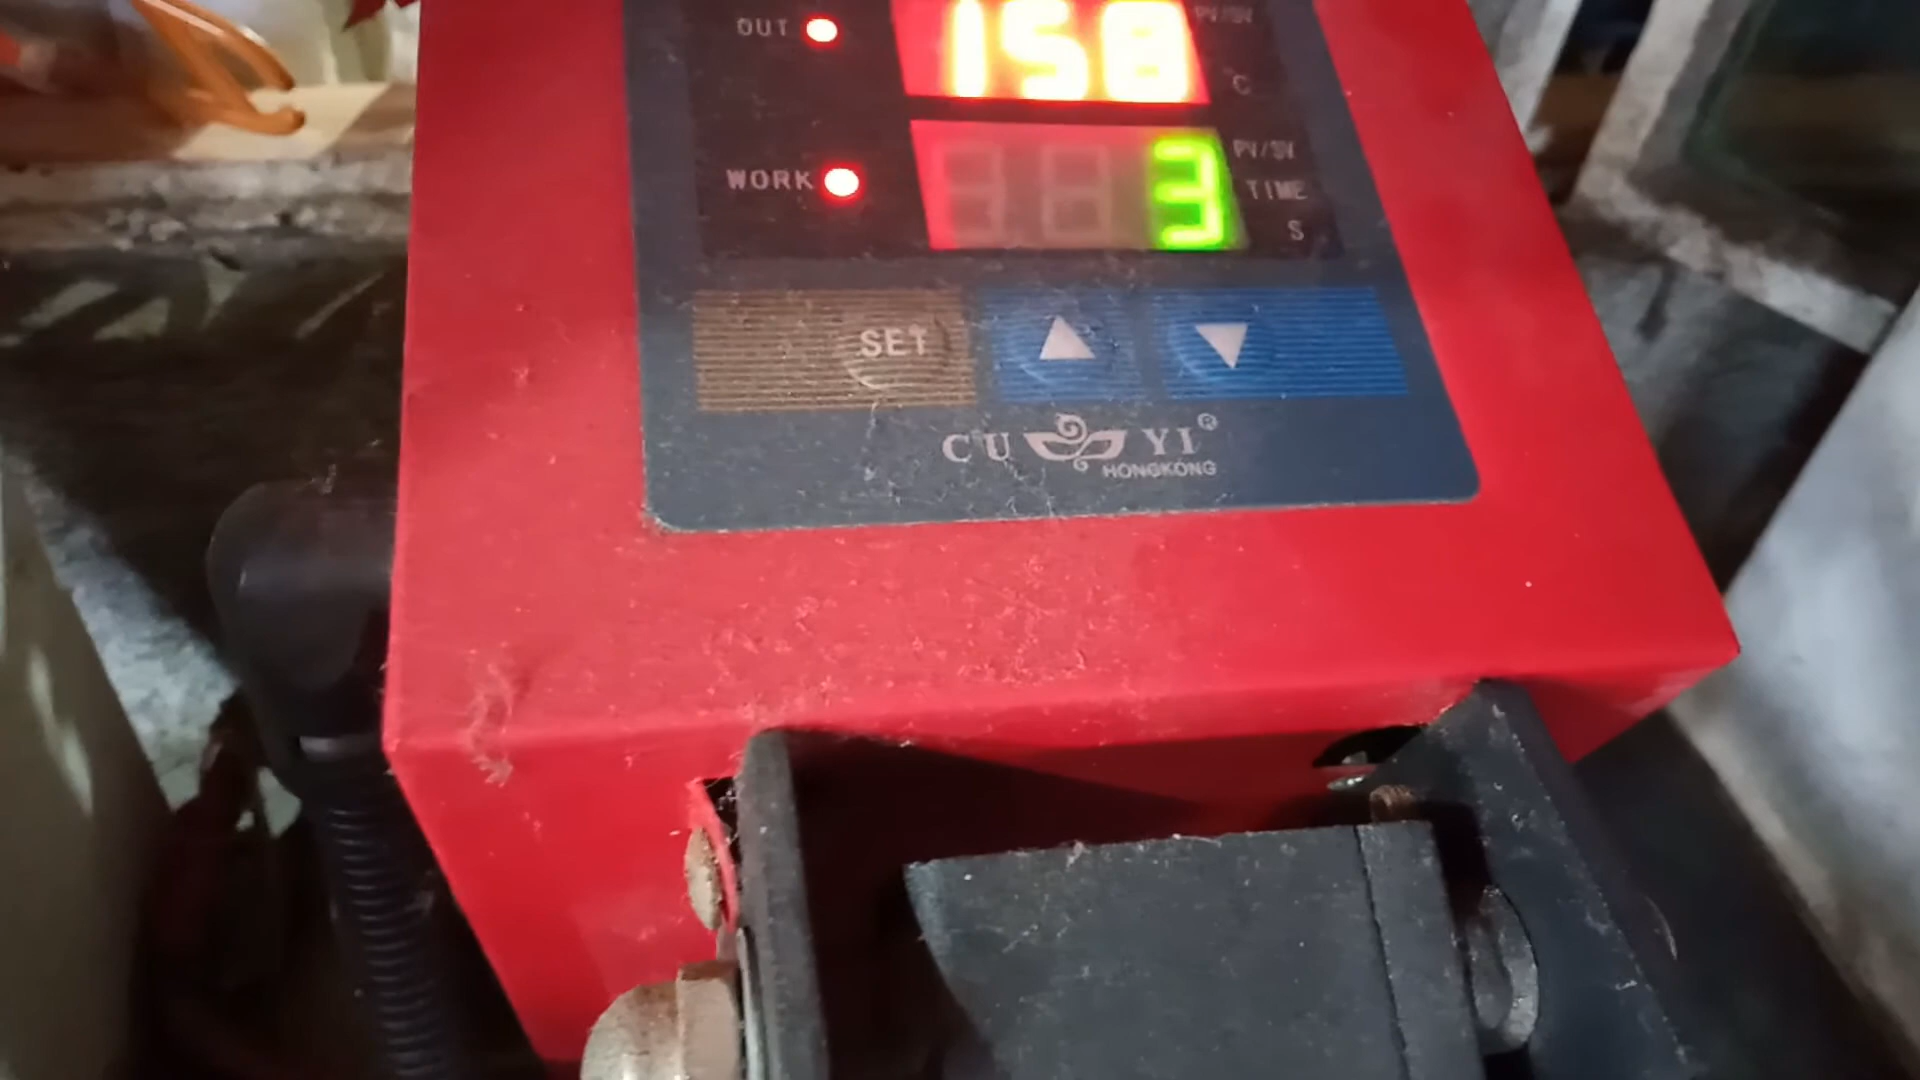 OUT
158
PV/SV
℃
WORK
3
PV/SV
TIME
S
SET
CU YI®
HONGKONG